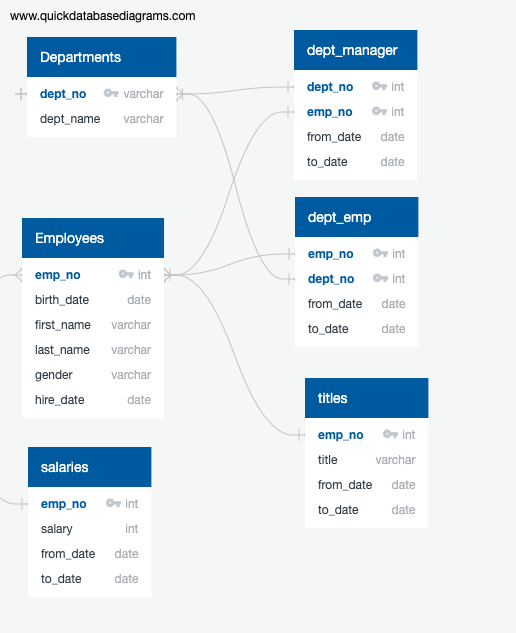 www.quickdatabasediagrams.com
Departments
dept_no varchar
dept_name varchar
dept_manager
dept_no int
emp_no int
from_date date
to_date date
dept_emp
emp_no int
dept_no int
from_date date
to_date date
Employees
emp_no int
birth_date date
first_name varchar
last_name varchar
gender varchar
hire_date date
titles
emp_no int
title varchar
from_date date
to_date date
salaries
emp_no int
salary int
from_date date
to_date date